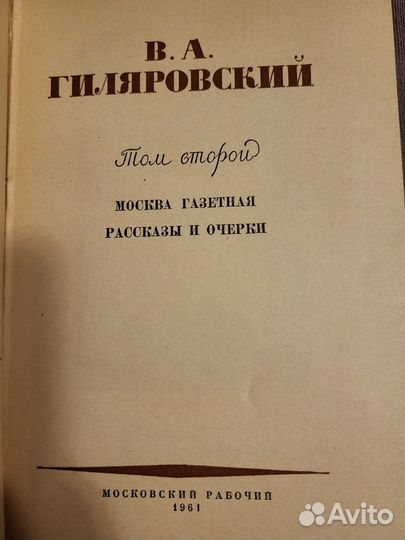 В. А.
ГИЛЯРОВСКИЙ
Том второй
МОСКВА ГАЗЕТНАЯ
РАССКАЗЫ И ОЧЕРКИ
МОСКОВСКИЙ РАБОЧИЙ
1961
Avito